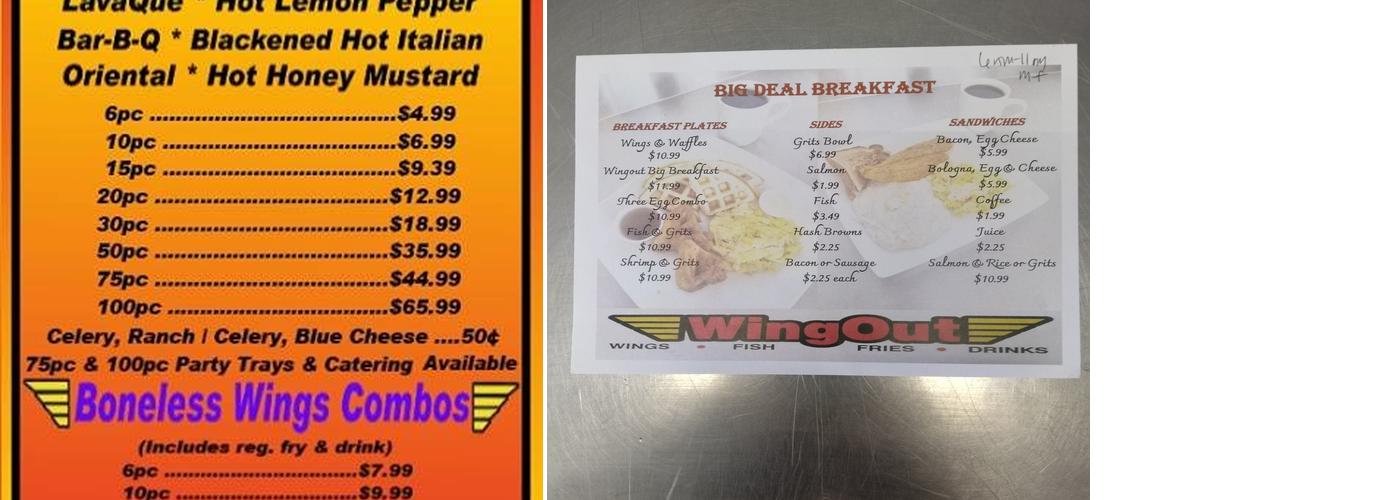 LavaQue * Hot Lemon Pepper
Bar-B-Q * Blackened Hot Italian
Oriental * Hot Honey Mustard
6pc ....................................$4.99
10pc ..................................$6.99
15pc ..................................$9.39
20pc ..................................$12.99
30pc ..................................$18.99
50pc ..................................$35.99
75pc ..................................$44.99
100pc .................................$65.99
Celery, Ranch / Celery, Blue Cheese ....50¢
75pc & 100pc Party Trays & Catering Available
Boneless Wings Combos
(Includes reg. fry & drink)
6pc .............................$7.99
10pc ............................$9.99
BIG DEAL BREAKFAST
BREAKFAST PLATES
Wings & Waffles
$10.99
Wingout Big Breakfast
$11.99
Three Egg Combo
$10.99
Fish & Grits
$10.99
Shrimp & Grits
$10.99
SIDES
Grits Bowl
$6.99
Salmon
$1.99
Fish
$3.49
Hash Browns
$2.25
Bacon or Sausage
$2.25 each
SANDWICHES
Bacon, Egg Cheese
$5.99
Bologna, Egg & Cheese
$5.99
Coffee
$1.99
Juice
$2.25
Salmon & Rice or Grits
$10.99
WingOut
WINGS • FISH FRIES • DRINKS